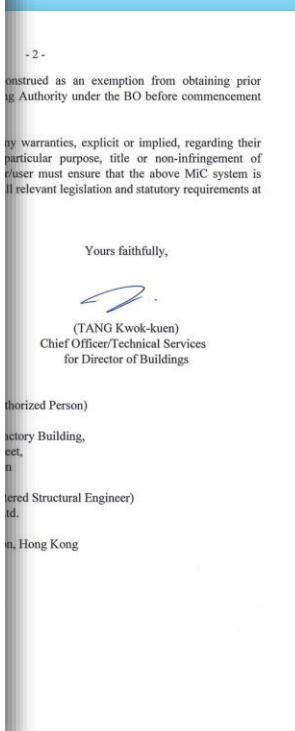 - 2 -
onstrued as an exemption from obtaining prior
g Authority under the BO before commencement
ny warranties, explicit or implied, regarding their
particular purpose, title or non-infringement of
r/user must ensure that the above MiC system is
ll relevant legislation and statutory requirements at
Yours faithfully,
(TANG Kwok-kuen)
Chief Officer/Technical Services
for Director of Buildings
thorized Person)
actory Building,
eet,
n
ered Structural Engineer)
td.
n, Hong Kong